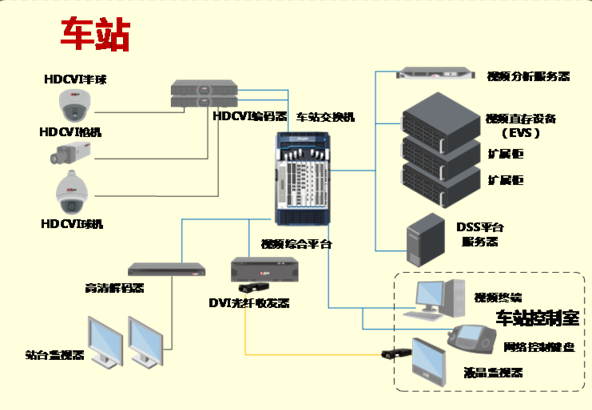 车站
HDCVI半球
视频分析服务器
HDCVI编码器
车站交换机
视频直存设备
（EVS）
HDCVI枪机
扩展柜
扩展柜
HDCVI球机
DSS平台
服务器
视频综合平台
高清解码器
DVI光纤收发器
视频终端
车站控制室
网络控制键盘
站台监视器
液晶监视器